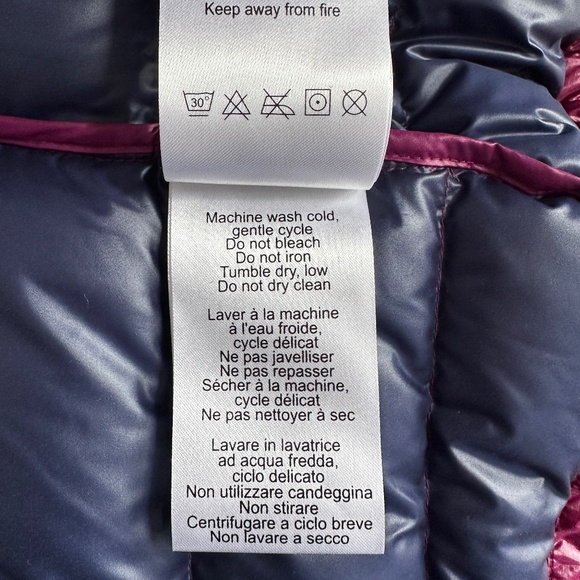 Keep away from fire
30°
Machine wash cold,
gentle cycle
Do not bleach
Do not iron
Tumble dry, low
Do not dry clean
Laver à la machine
à l'eau froide,
cycle délicat
Ne pas javelliser
Ne pas repasser
Sécher à la machine,
cycle délicat
Ne pas nettoyer à sec
Lavare in lavatrice
ad acqua fredda,
ciclo delicato
Non utilizzare candeggina
Non stirare
Centrifugare a ciclo breve
Non lavare a secco